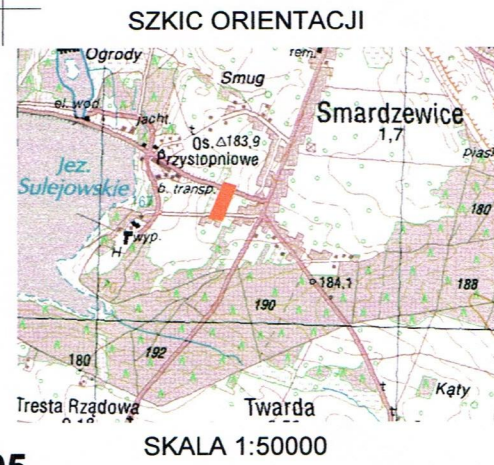 SZKIC ORIENTACJI
Ogrody
rem.
Smug
el. wod.
jacht.
Smardzewice
1,7
Os. △183,9
Przystopniowe
piask
Jez.
Sulejowskie
b. transp.
180
wyp.
H
184,1
188
190
180
192
Kąty
Tresta Rządowa
Twarda
SKALA 1:50000